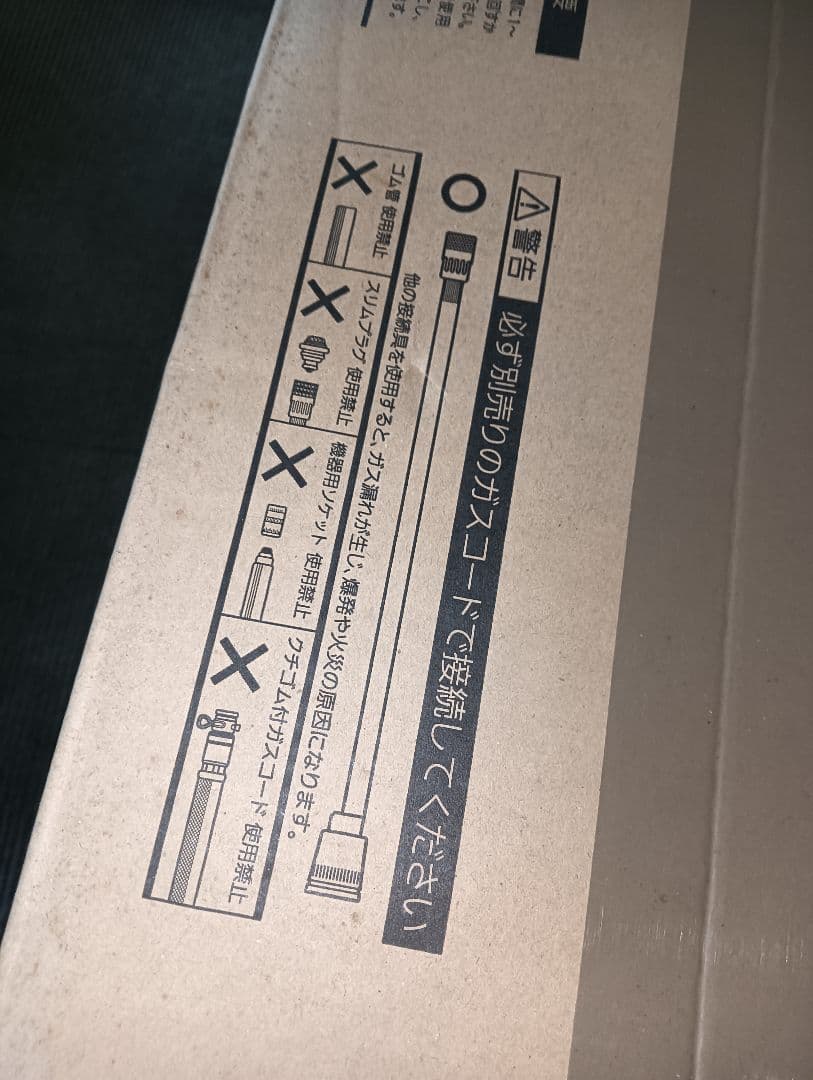 警告
必ず別売りのガスコードで接続してください
他の接続具を使用すると、ガス漏れが生じ、爆発や火災の原因になります。
ゴム管 使用禁止
スリムプラグ 使用禁止
機器用ソケット 使用禁止
クチゴム付ガスコード 使用禁止